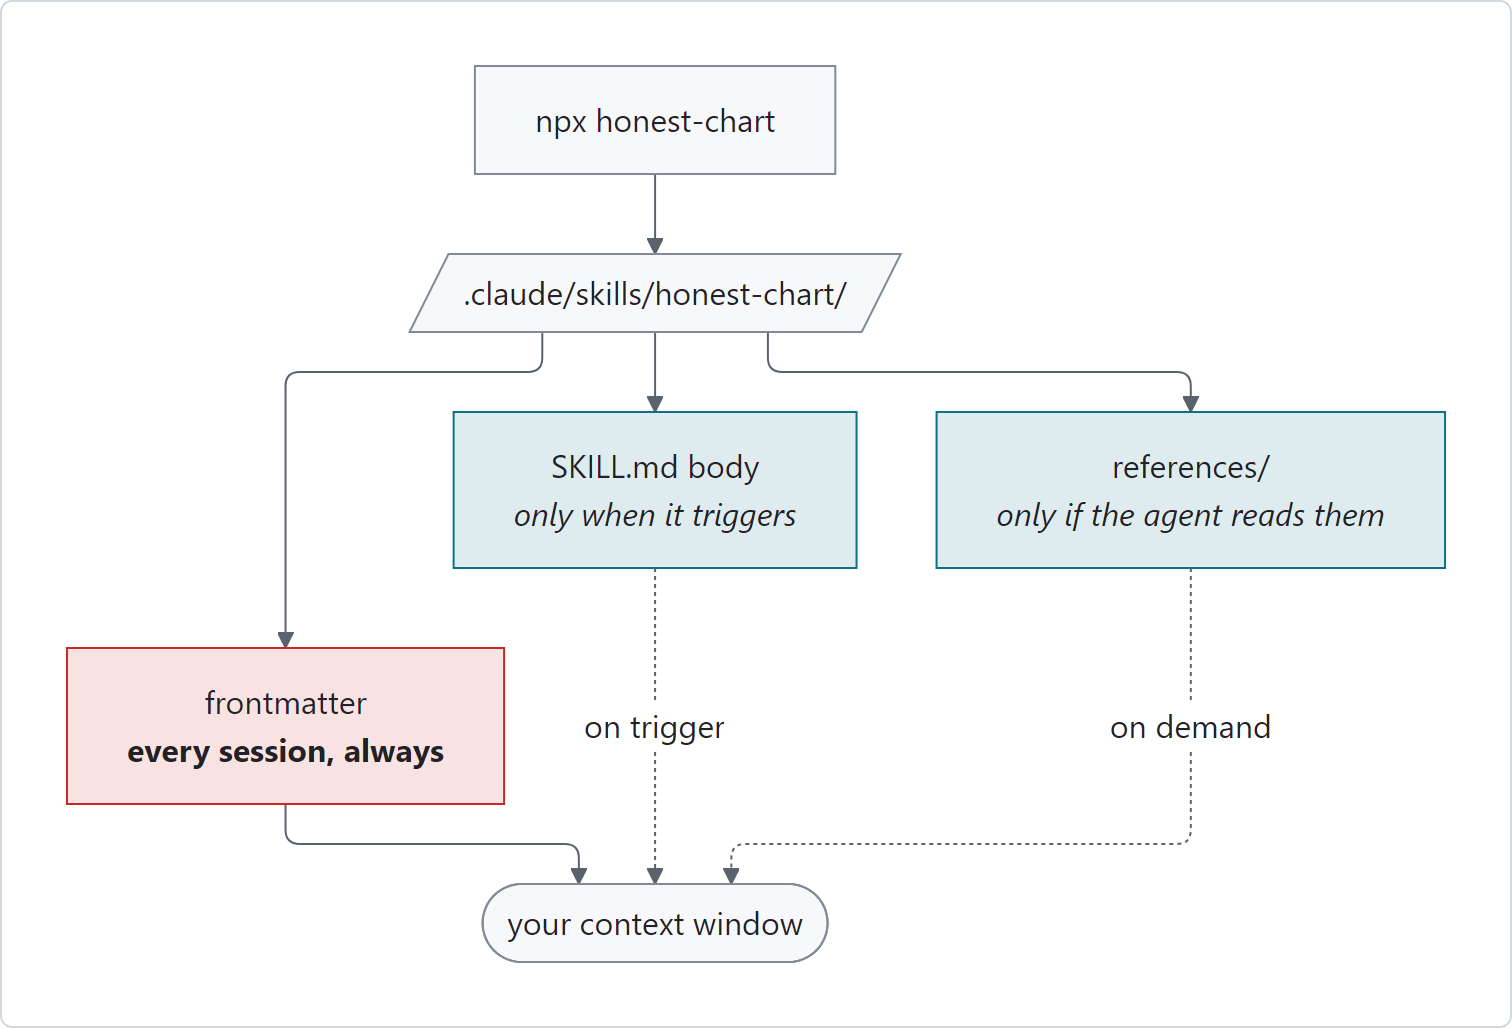 npx honest-chart
.claude/skills/honest-chart/
SKILL.md body
only when it triggers
references/
only if the agent reads them
frontmatter
every session, always
on trigger
on demand
your context window